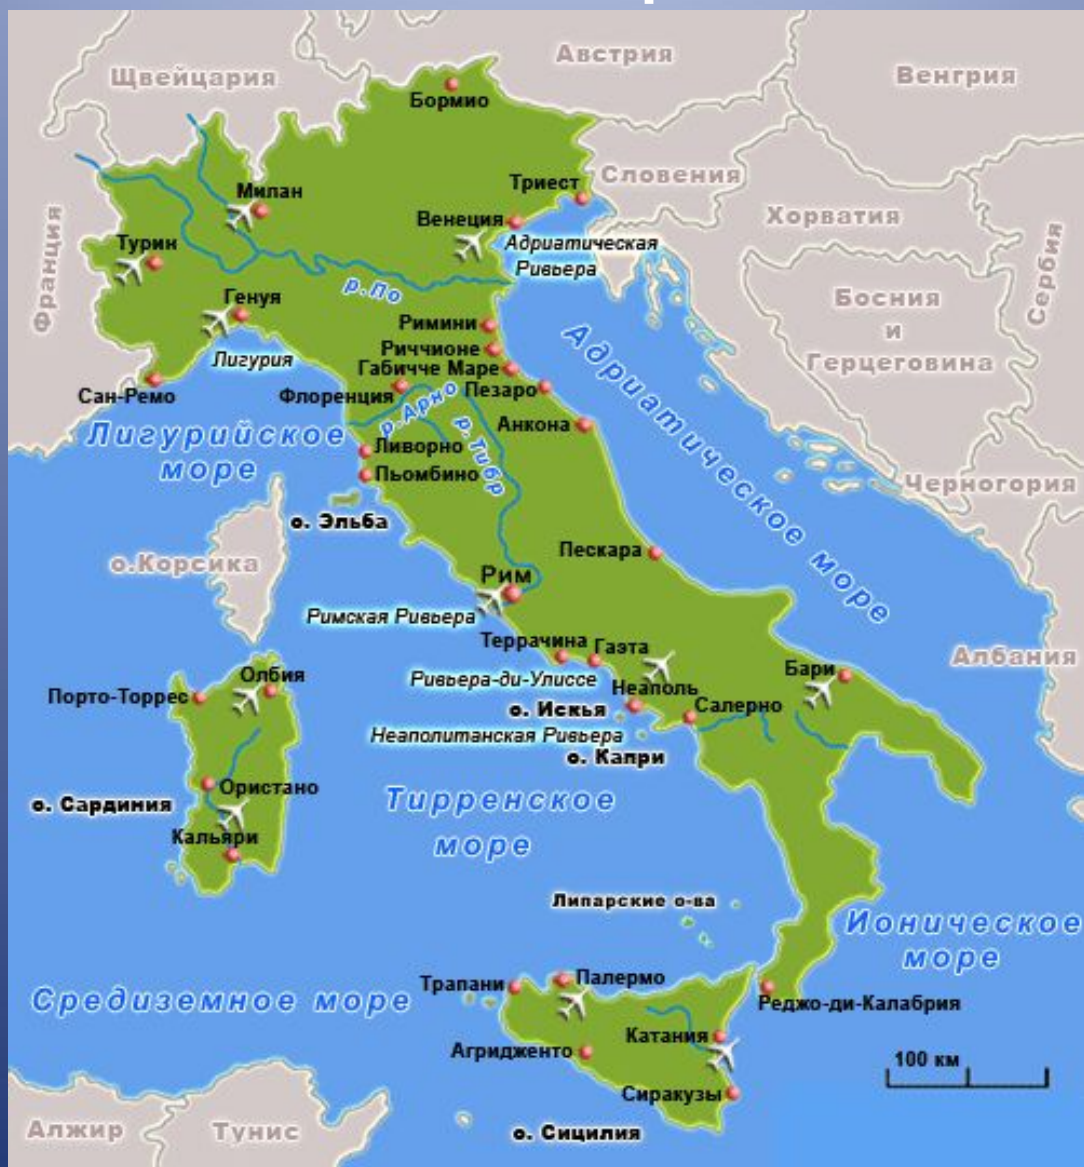 Австрия
Щвейцария
Венгрия
Бормио
Словения
Триест
Милан
Хорватия
Венеция
Франция
Турин
Адриатическая
Ривьера
Сербия
р.По
Генуя
Босния
и
Герцеговина
Римини
Риччионе
Лигурия
Габичче Маре
Сан-Ремо
Флоренция
Пезаро
р.Арно
р.Тибр
Адриатическое море
Анкона
Лигурийское
море
Ливорно
Пьомбино
Черногория
о. Эльба
Пескара
о.Корсика
Рим
Римская Ривьера
Террачина
Гаэта
Албания
Бари
Олбия
Порто-Торрес
Ривьера-ди-Улиссе
Неаполь
о. Искья
Салерно
Неаполитанская Ривьера
о. Капри
Ористано
о. Сардиния
Тирренское
море
Кальяри
Липарские о-ва
Ионическое
море
Средиземное море
Трапани
Палермо
Реджо-ди-Калабрия
Катания
Агридженто
100 км
Сиракузы
Алжир
Тунис
о. Сицилия